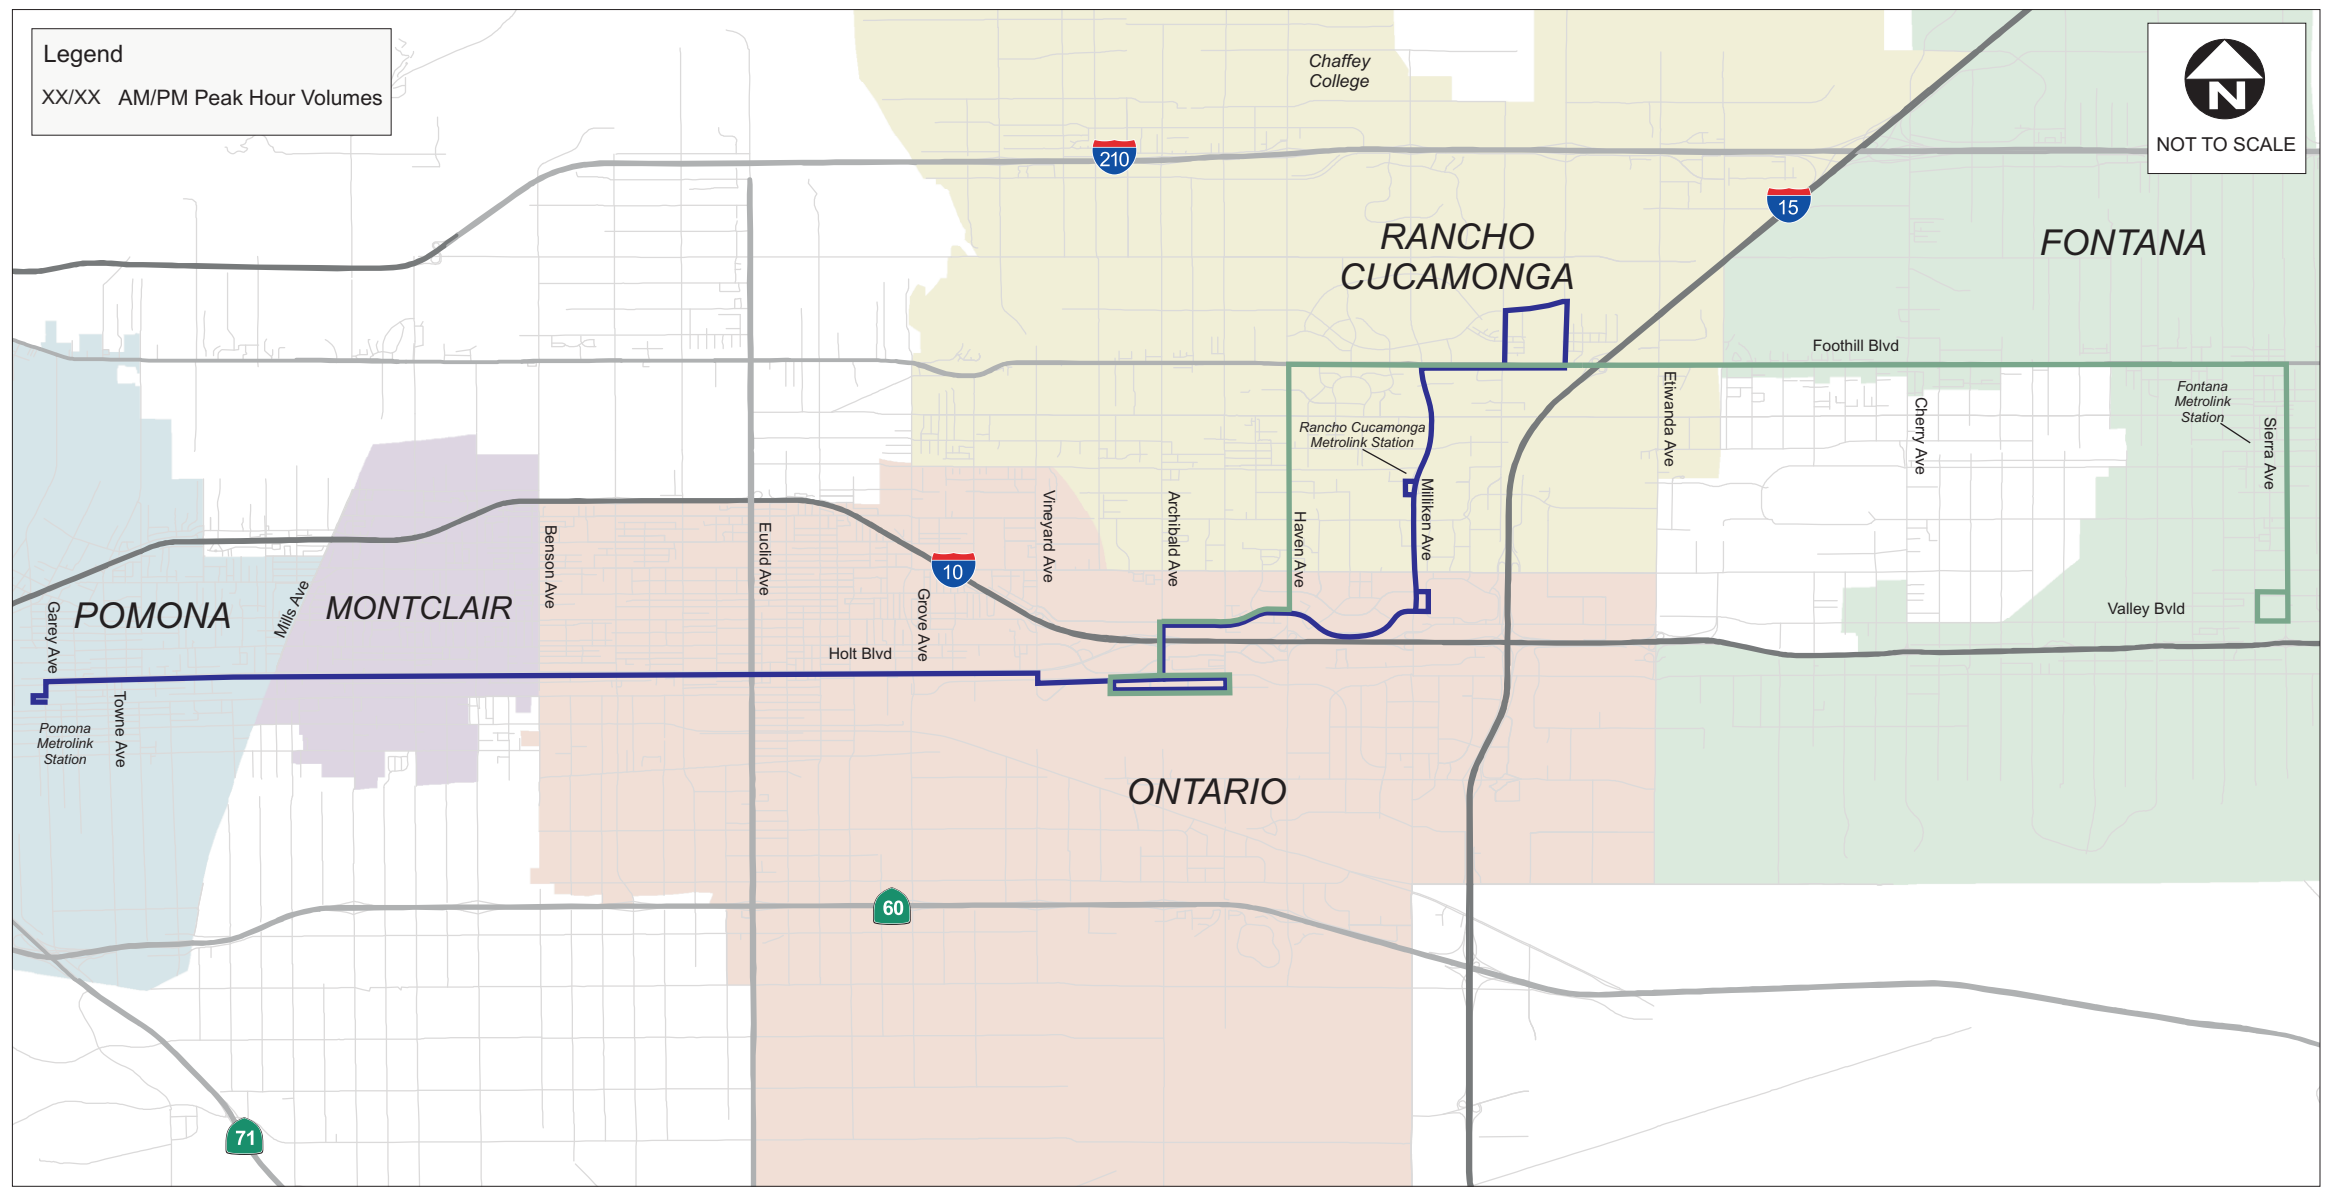 Legend
XX/XX AM/PM Peak Hour Volumes
Chaffey
College
N
NOT TO SCALE
210
15
RANCHO
CUCAMONGA
FONTANA
Foothill Blvd
Etiwanda Ave
Cherry Ave
Fontana
Metrolink
Station
Sierra Ave
Rancho Cucamonga
Metrolink Station
Milliken Ave
Haven Ave
Archibald Ave
Vineyard Ave
Euclid Ave
Benson Ave
10
Grove Ave
Mills Ave
Garey Ave
POMONA
MONTCLAIR
Valley Bvld
Holt Blvd
Towne Ave
Pomona
Metrolink
Station
ONTARIO
60
71